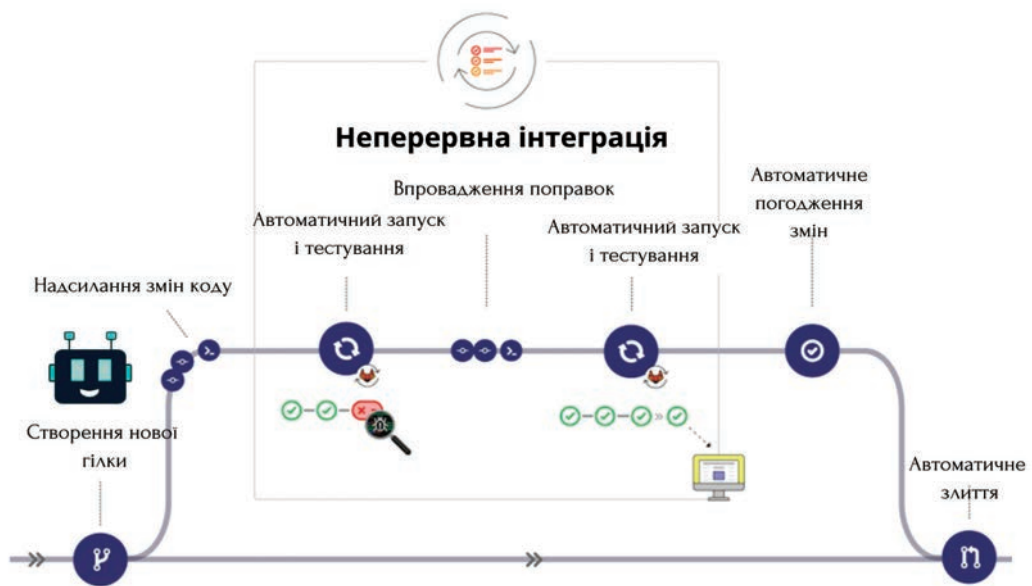 Неперервна інтеграція
Впровадження поправок
Автоматичне
погодження
змін
Автоматичний запуск
і тестування
Автоматичний запуск
і тестування
Надсилання змін коду
Створення нової
гілки
Автоматичне
злиття